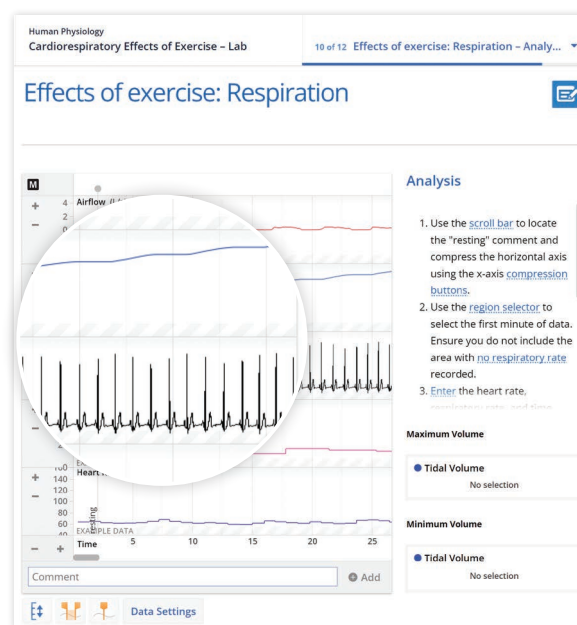 Human Physiology
Cardiorespiratory Effects of Exercise – Lab
10 of 12 Effects of exercise: Respiration – Analy...
Effects of exercise: Respiration
M
Airflow
4
2
0
EXAMPLE DATA
140
120
100
80
60
40
resting
Time
5
10
15
20
25
Comment
Add
Data Settings
Analysis
1. Use the scroll bar to locate
the "resting" comment and
compress the horizontal axis
using the x-axis compression
buttons.
2. Use the region selector to
select the first minute of data.
Ensure you do not include the
area with no respiratory rate
recorded.
3. Enter the heart rate,
Maximum Volume
Tidal Volume
No selection
Minimum Volume
Tidal Volume
No selection